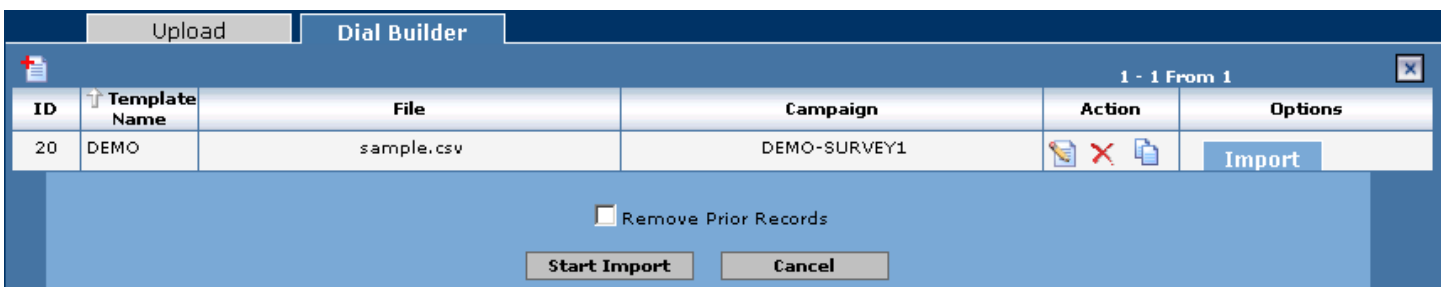 Upload Dial Builder
1 - 1 From 1
ID Template Name File Campaign Action Options
20 DEMO sample.csv DEMO-SURVEY1 Import
Remove Prior Records
Start Import Cancel